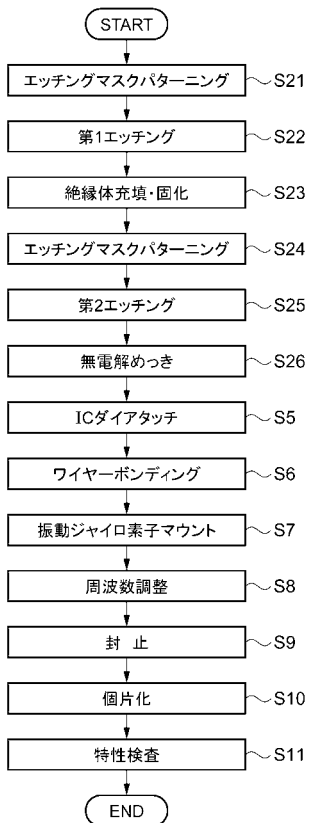 START
エッチングマスクパターニング S21
第1エッチング S22
絶縁体充填・固化 S23
エッチングマスクパターニング S24
第2エッチング S25
無電解めっき S26
ICダイアタッチ S5
ワイヤーボンディング S6
振動ジャイロ素子マウント S7
周波数調整 S8
封 止 S9
個片化 S10
特性検査 S11
END